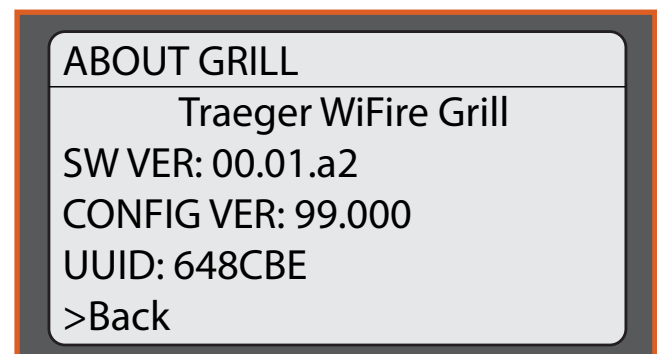 ABOUT GRILL
Traeger WiFire Grill
SW VER: 00.01.a2
CONFIG VER: 99.000
UUID: 648CBE
>Back